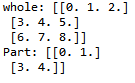 whole: [[0. 1. 2.]
[3. 4. 5.]
[6. 7. 8.]]
Part: [[0. 1.]
[3. 4.]]